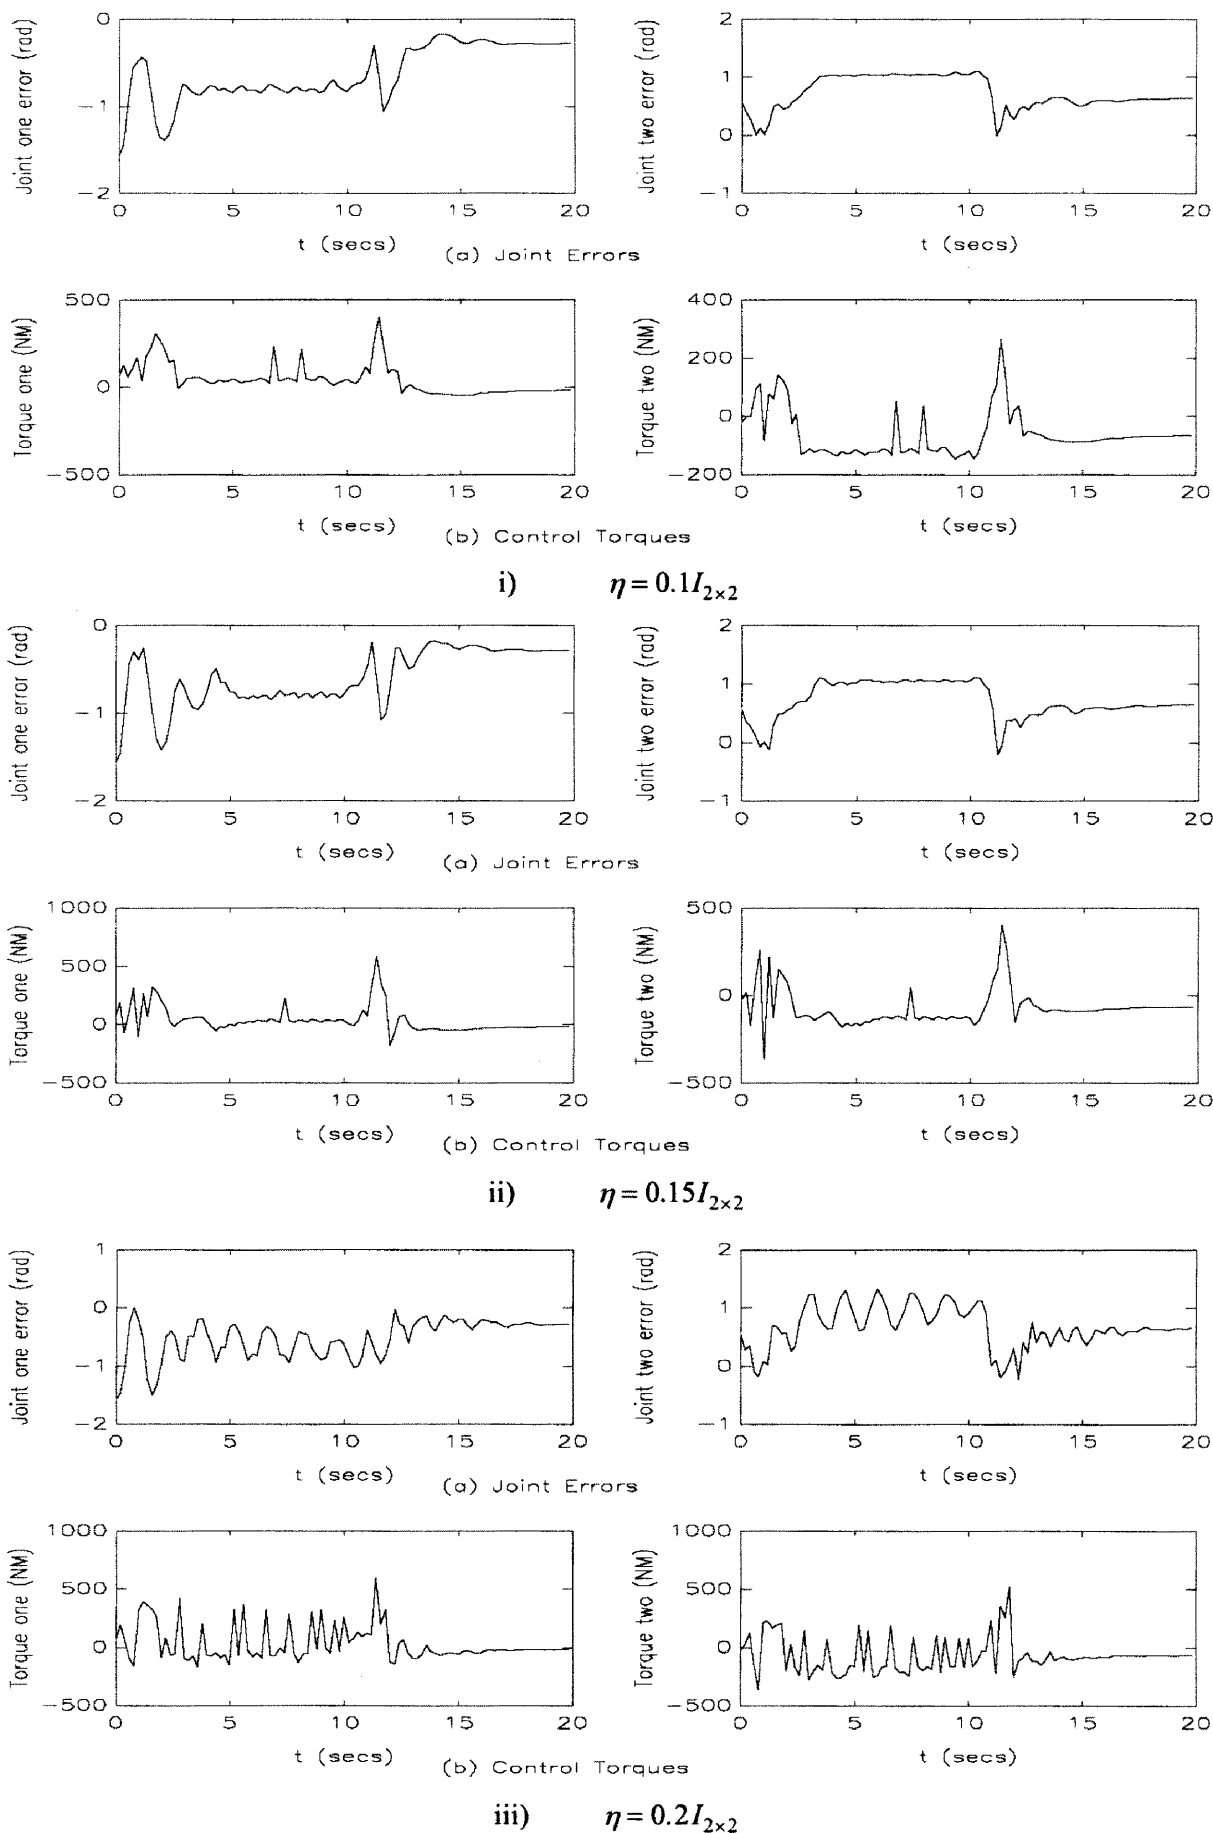 Joint one error (rad)
0
−1
−2
0 5 10 15 20
t (secs)
Joint two error (rad)
2
1
0
−1
0 5 10 15 20
t (secs)
(a) Joint Errors
Torque one (NM)
500
0
−500
0 5 10 15 20
t (secs)
Torque two (NM)
400
200
0
−200
0 5 10 15 20
t (secs)
(b) Control Torques
i) η = 0.1I2×2
Joint one error (rad)
0
−1
−2
0 5 10 15 20
t (secs)
Joint two error (rad)
2
1
0
−1
0 5 10 15 20
t (secs)
(a) Joint Errors
Torque one (NM)
1000
500
0
−500
0 5 10 15 20
t (secs)
Torque two (NM)
500
0
−500
0 5 10 15 20
t (secs)
(b) Control Torques
ii) η = 0.15I2×2
Joint one error (rad)
1
0
−1
−2
0 5 10 15 20
t (secs)
Joint two error (rad)
2
1
0
−1
0 5 10 15 20
t (secs)
(a) Joint Errors
Torque one (NM)
1000
500
0
−500
0 5 10 15 20
t (secs)
Torque two (NM)
1000
500
0
−500
0 5 10 15 20
t (secs)
(b) Control Torques
iii) η = 0.2I2×2